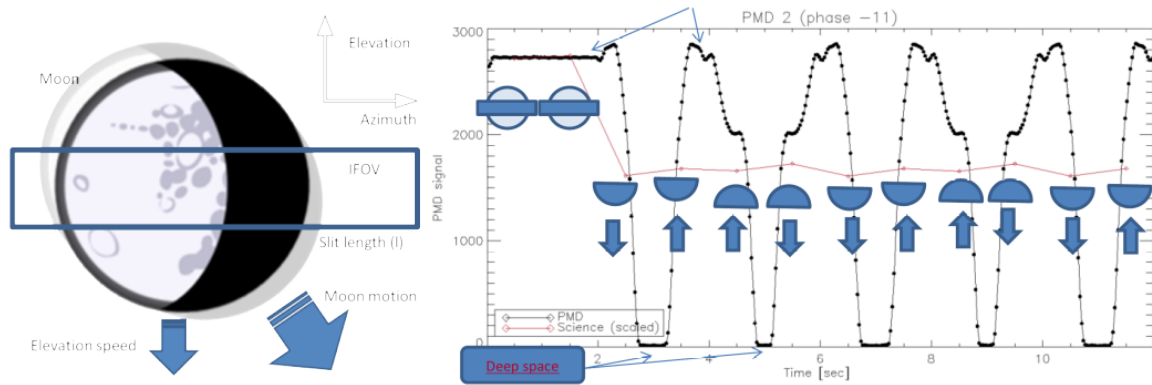 Elevation
Moon
Azimuth
IFOV
Slit length (l)
Moon motion
Elevation speed
PMD 2 (phase −11)
3000
2000
1000
0
PMD signal
PMD
Science (scaled)
2
4
6
8
10
Deep space
Time [sec]